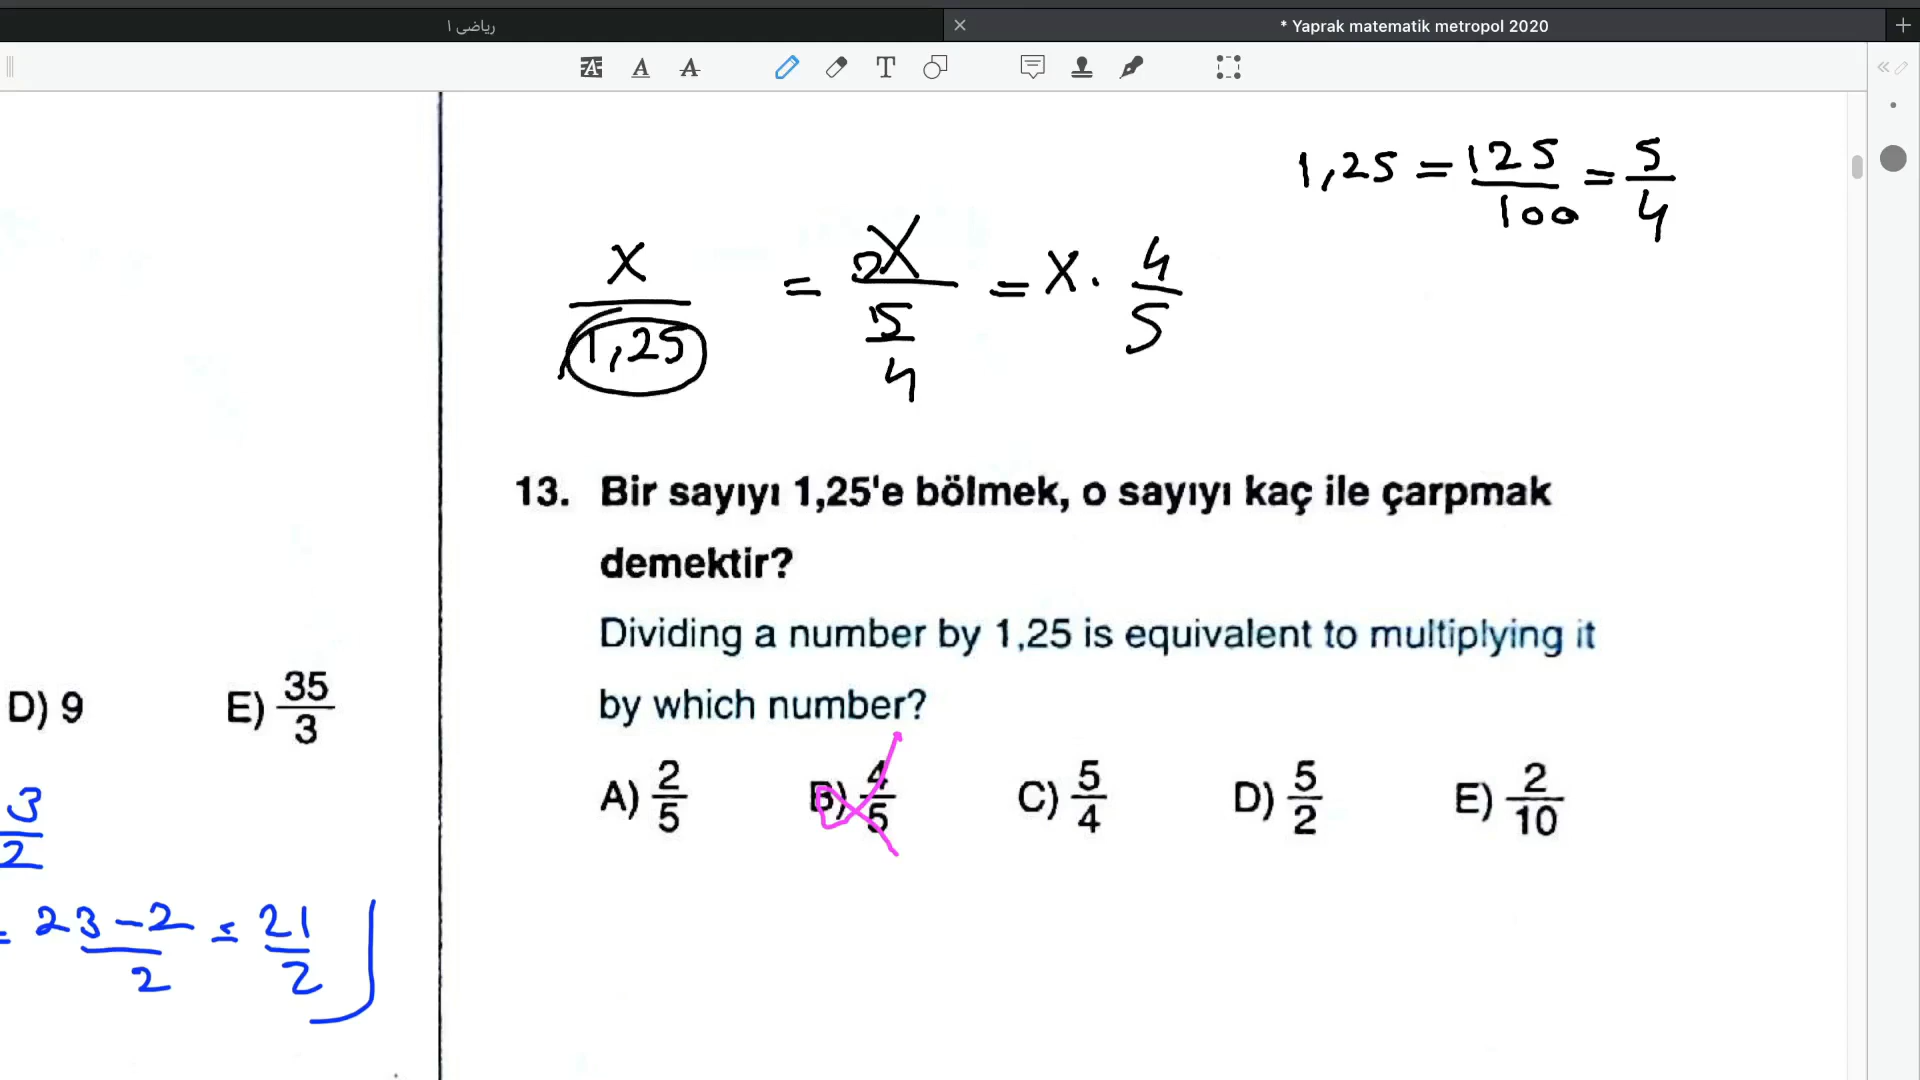 ریاضی ۱
* Yaprak matematik metropol 2020
1,25 = 125/100 = 5/4
x/1,25 = x/(5/4) = x · 4/5
13. Bir sayıyı 1,25'e bölmek, o sayıyı kaç ile çarpmak
demektir?
Dividing a number by 1,25 is equivalent to multiplying it
by which number?
A) 2/5 B) 4/5 C) 5/4 D) 5/2 E) 2/10
D) 9 E) 35/3
3/2
= 23-2/2 = 21/2